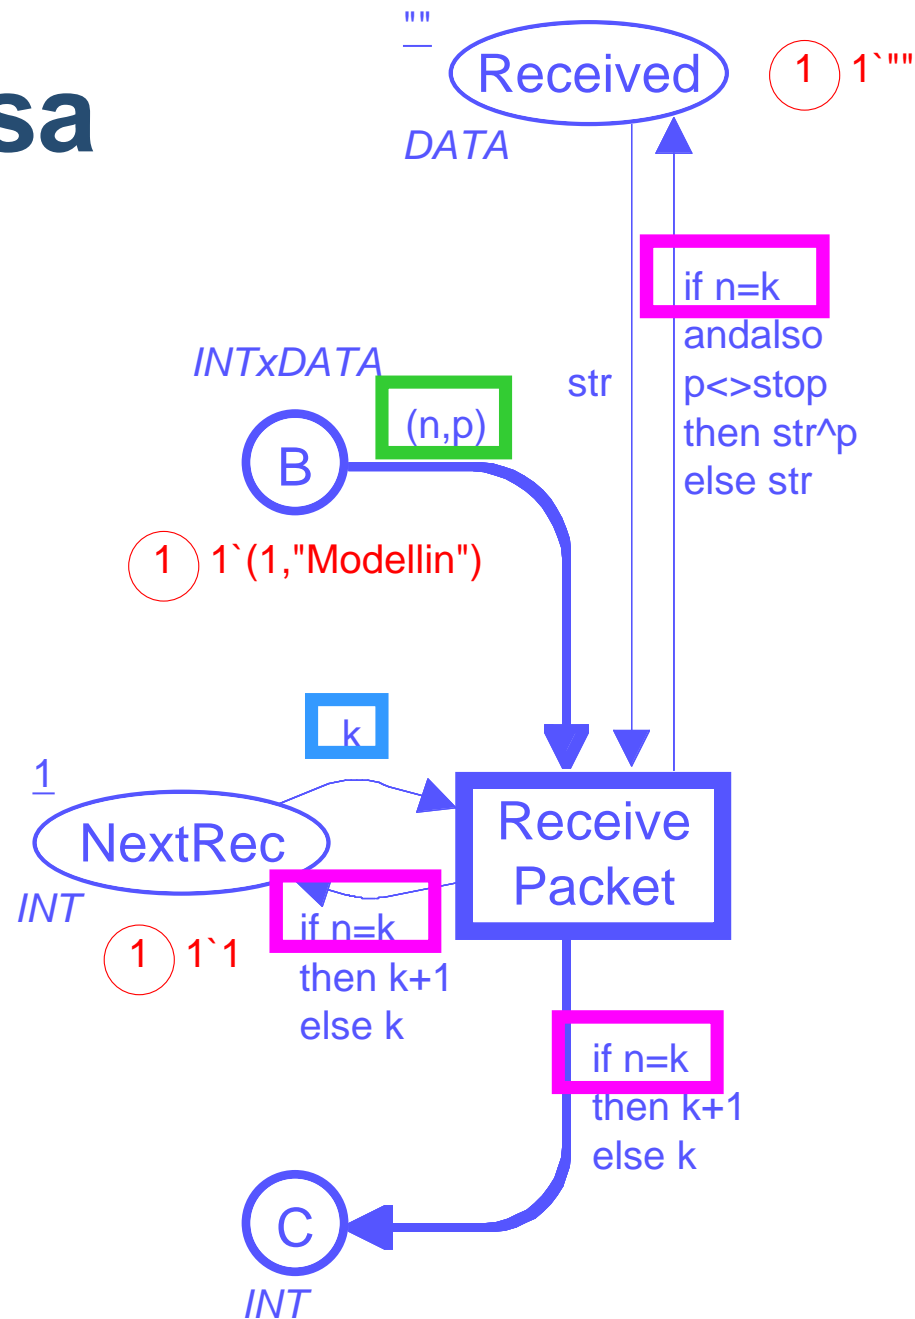 ""
Received
1 1`""
sa
DATA
if n=k
andalso
p<>stop
then str^p
else str
INTxDATA
str
(n,p)
B
1 1`(1,"Modellin")
k
1
NextRec
Receive
Packet
INT
1 1`1
if n=k
then k+1
else k
if n=k
then k+1
else k
C
INT